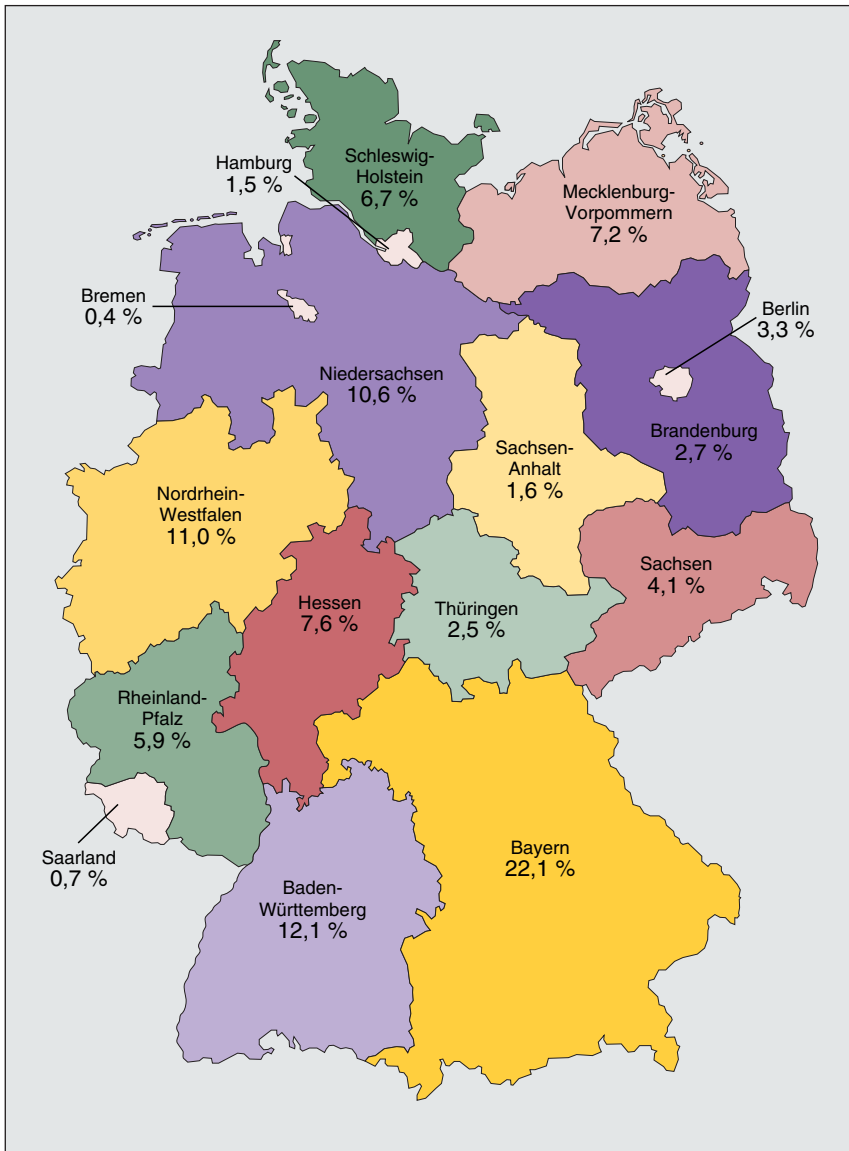 Schleswig-
Holstein
6,7 %
Hamburg
1,5 %
Mecklenburg-
Vorpommern
7,2 %
Bremen
0,4 %
Berlin
3,3 %
Niedersachsen
10,6 %
Brandenburg
2,7 %
Sachsen-
Anhalt
1,6 %
Nordrhein-
Westfalen
11,0 %
Sachsen
4,1 %
Hessen
7,6 %
Thüringen
2,5 %
Rheinland-
Pfalz
5,9 %
Saarland
0,7 %
Bayern
22,1 %
Baden-
Württemberg
12,1 %